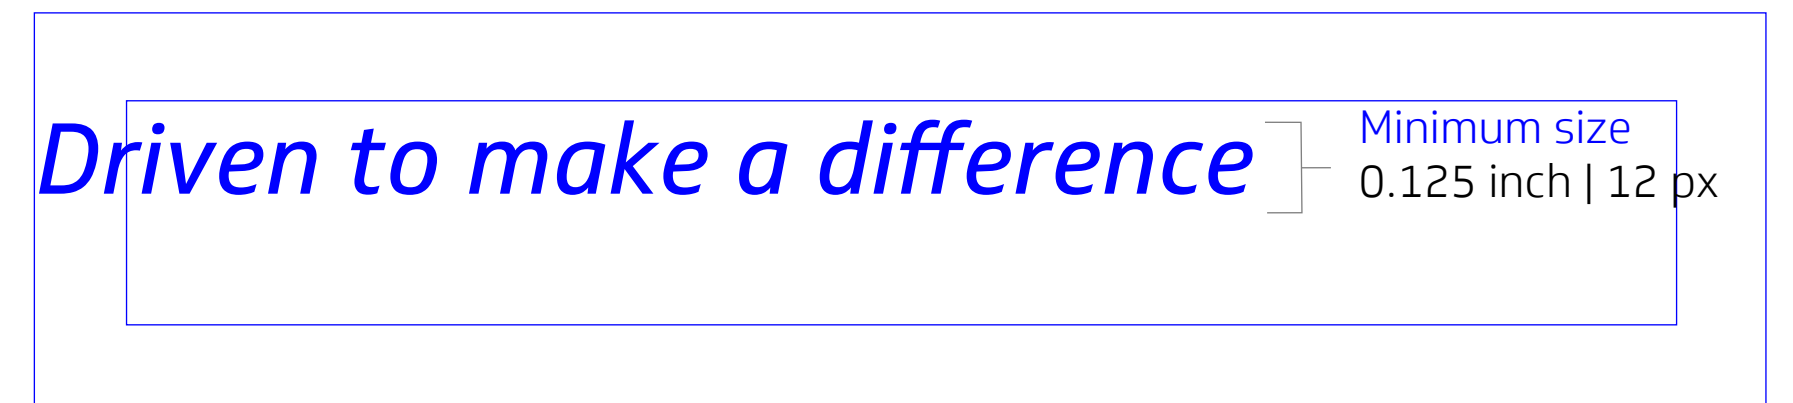 Driven to make a difference
Minimum size
0.125 inch | 12 px